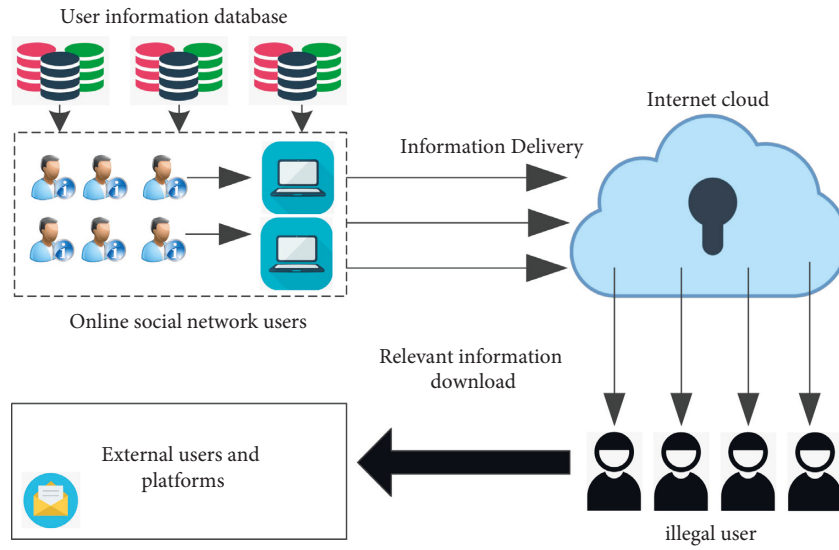 User information database
Internet cloud
Information Delivery
Online social network users
Relevant information
download
External users and
platforms
illegal user